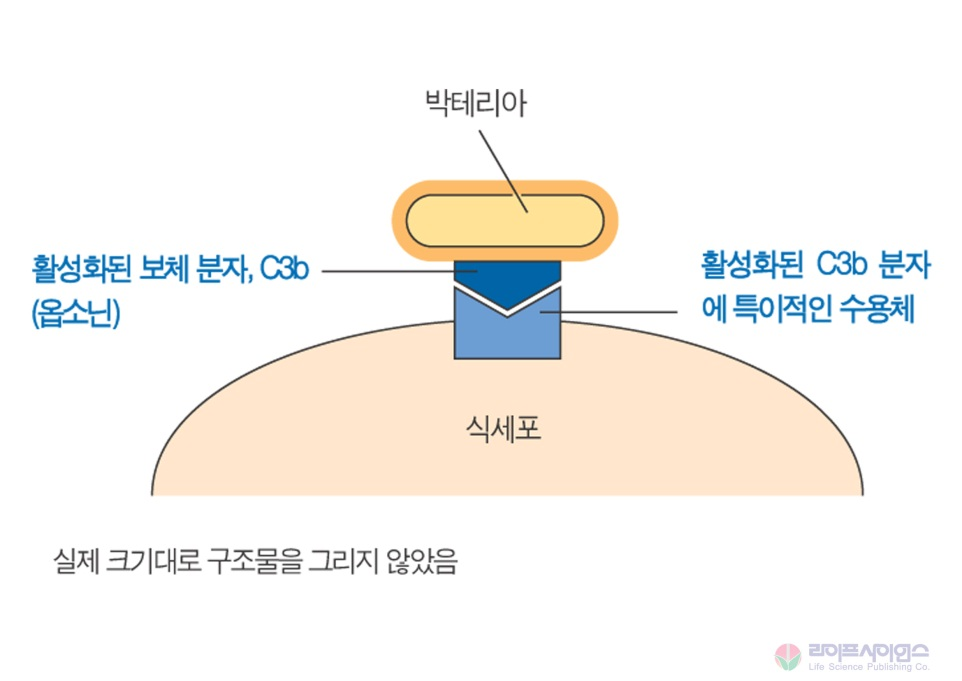 박테리아
활성화된 보체 분자, C3b
(옵소닌)
활성화된 C3b 분자
에 특이적인 수용체
식세포
실제 크기대로 구조물을 그리지 않았음
라이프사이언스
Life Science Publishing Co.